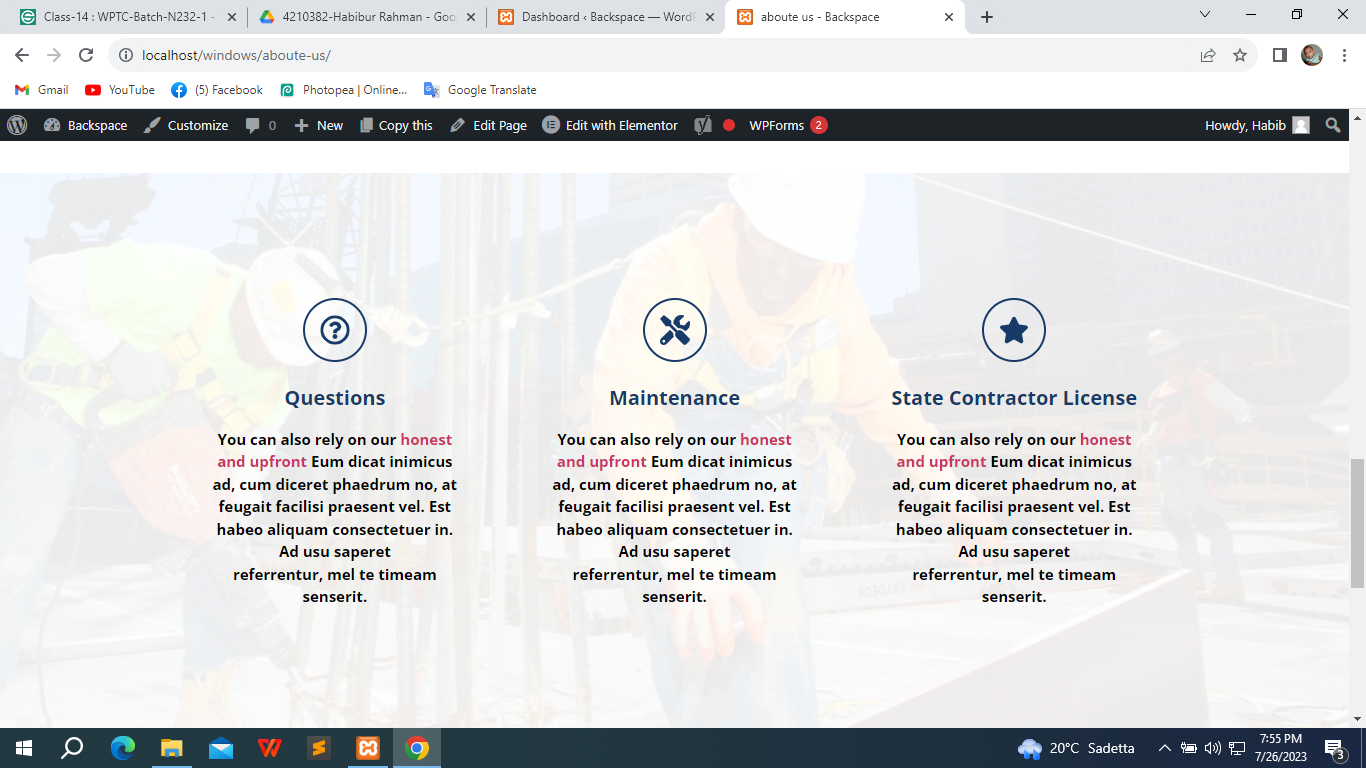 Class-14 : WPTC-Batch-N232-1 -
4210382-Habibur Rahman - Goo
Dashboard ‹ Backspace — WordP
aboute us - Backspace
localhost/windows/aboute-us/
Gmail
YouTube
(5) Facebook
Photopea | Online...
Google Translate
Backspace
Customize
0
New
Copy this
Edit Page
Edit with Elementor
WPForms 2
Howdy, Habib
Questions
You can also rely on our honest
and upfront Eum dicat inimicus
ad, cum diceret phaedrum no, at
feugait facilisi praesent vel. Est
habeo aliquam consectetuer in.
Ad usu saperet
referrentur, mel te timeam
senserit.
Maintenance
You can also rely on our honest
and upfront Eum dicat inimicus
ad, cum diceret phaedrum no, at
feugait facilisi praesent vel. Est
habeo aliquam consectetuer in.
Ad usu saperet
referrentur, mel te timeam
senserit.
State Contractor License
You can also rely on our honest
and upfront Eum dicat inimicus
ad, cum diceret phaedrum no, at
feugait facilisi praesent vel. Est
habeo aliquam consectetuer in.
Ad usu saperet
referrentur, mel te timeam
senserit.
20°C Sadetta
7:55 PM
7/26/2023
3